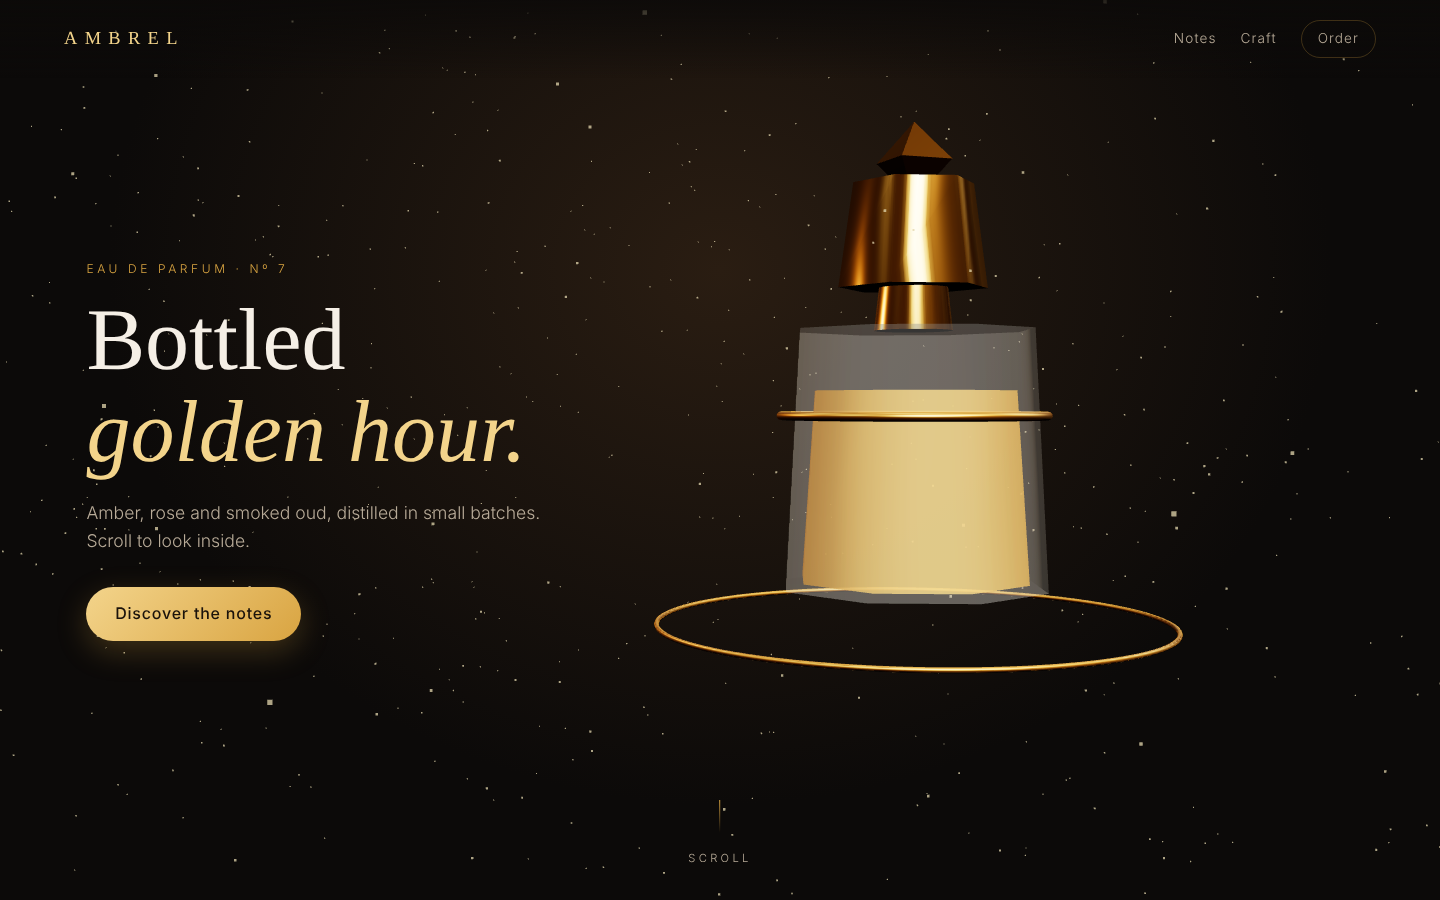 AMBREL
Notes
Craft
Order
EAU DE PARFUM · Nº 7
Bottled
golden hour.
Amber, rose and smoked oud, distilled in small batches.
Scroll to look inside.
Discover the notes
SCROLL